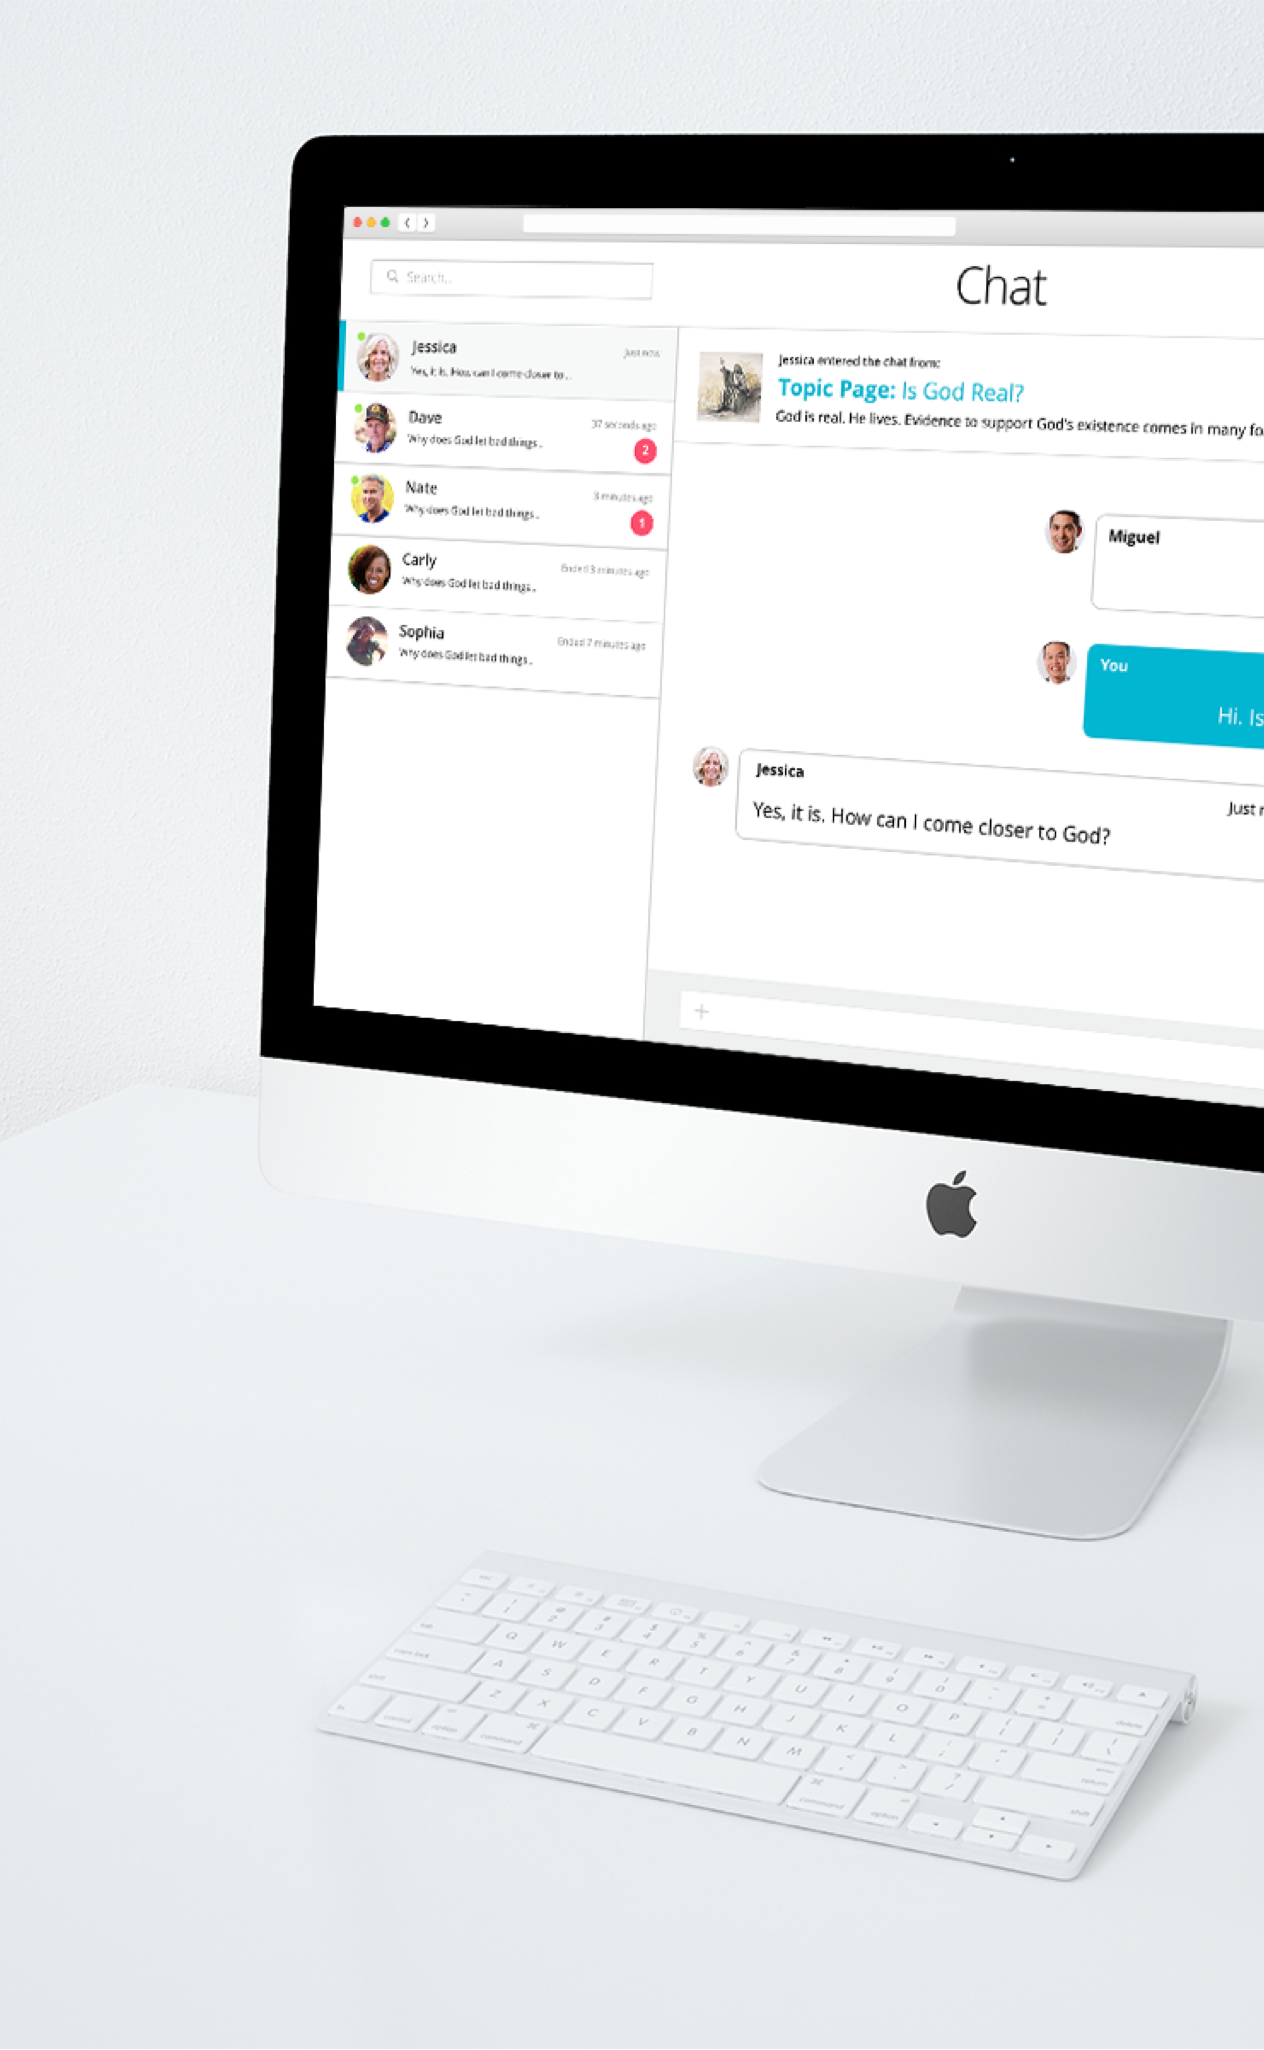 Search...
Chat
Jessica
Just now
Yes, it is. How can I come closer to...
Dave
37 seconds ago
Why does God let bad things..
2
Nate
3 minutes ago
Why does God let bad things..
1
Carly
Ended 3 minutes ago
Why does God let bad things..
Sophia
Ended 7 minutes ago
Why does God let bad things..
Jessica entered the chat from:
Topic Page: Is God Real?
God is real. He lives. Evidence to support God's existence comes in many fo
Miguel
You
Hi. Is
Jessica
Just
Yes, it is. How can I come closer to God?
Q W E R T Y U I O P
A S D F G H J K L
Z X C V B N M
command
command
option